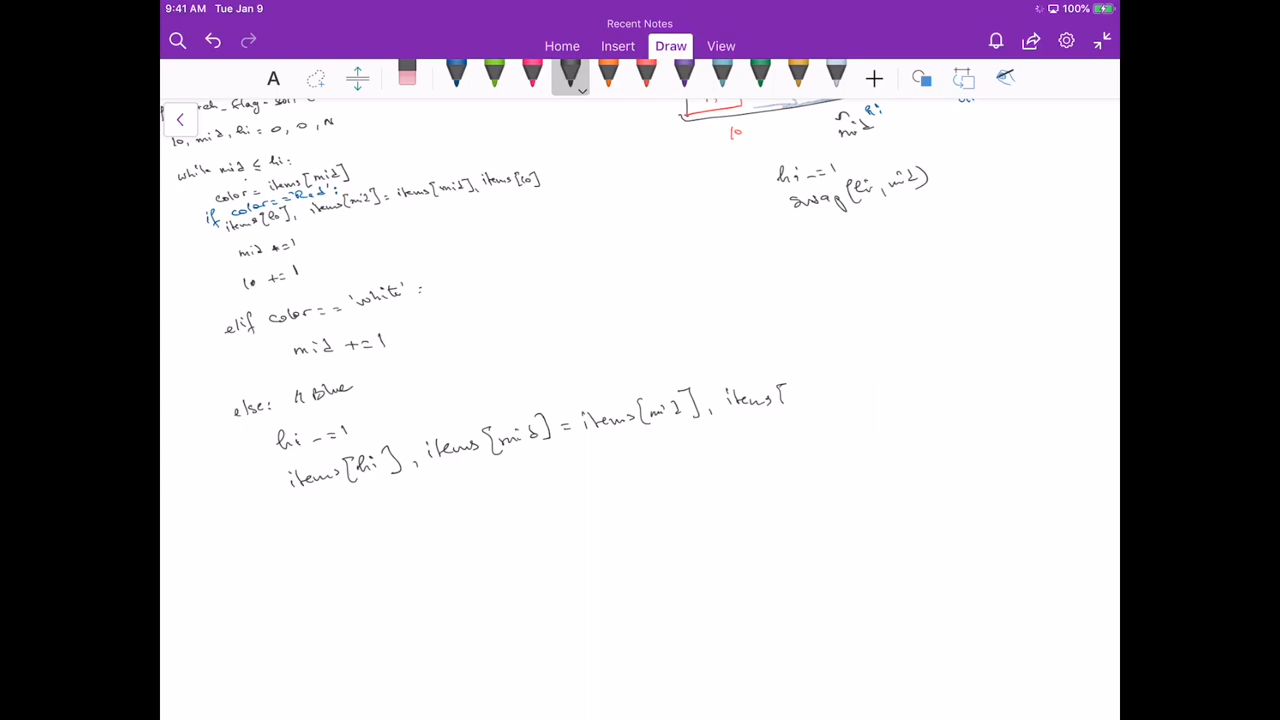 9:41 AM Tue Jan 9
100%
Recent Notes
Home Insert Draw View
A
lo, mid, hi = 0, 0, N
while mid ≤ hi:
color = items[mid]
if color == 'Red':
items[lo], items[mid] = items[mid], items[lo]
mid += 1
lo += 1
elif color == 'white':
mid += 1
else: // Blue
hi -= 1
items[hi], items[mid] = items[mid], items[
lo
mid
hi
hi -= 1
swap(hi, mid)